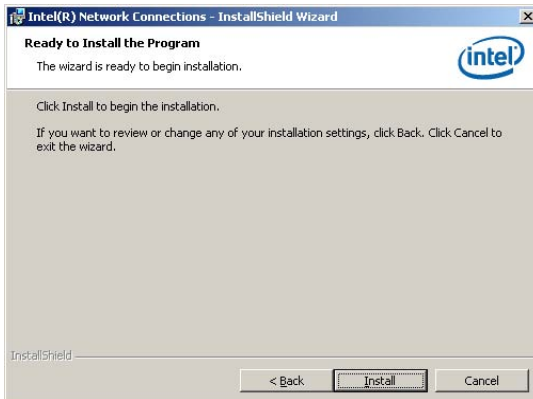 Intel(R) Network Connections - InstallShield Wizard
Ready to Install the Program
The wizard is ready to begin installation.
intel
Click Install to begin the installation.
If you want to review or change any of your installation settings, click Back. Click Cancel to
exit the wizard.
InstallShield
< Back
Install
Cancel